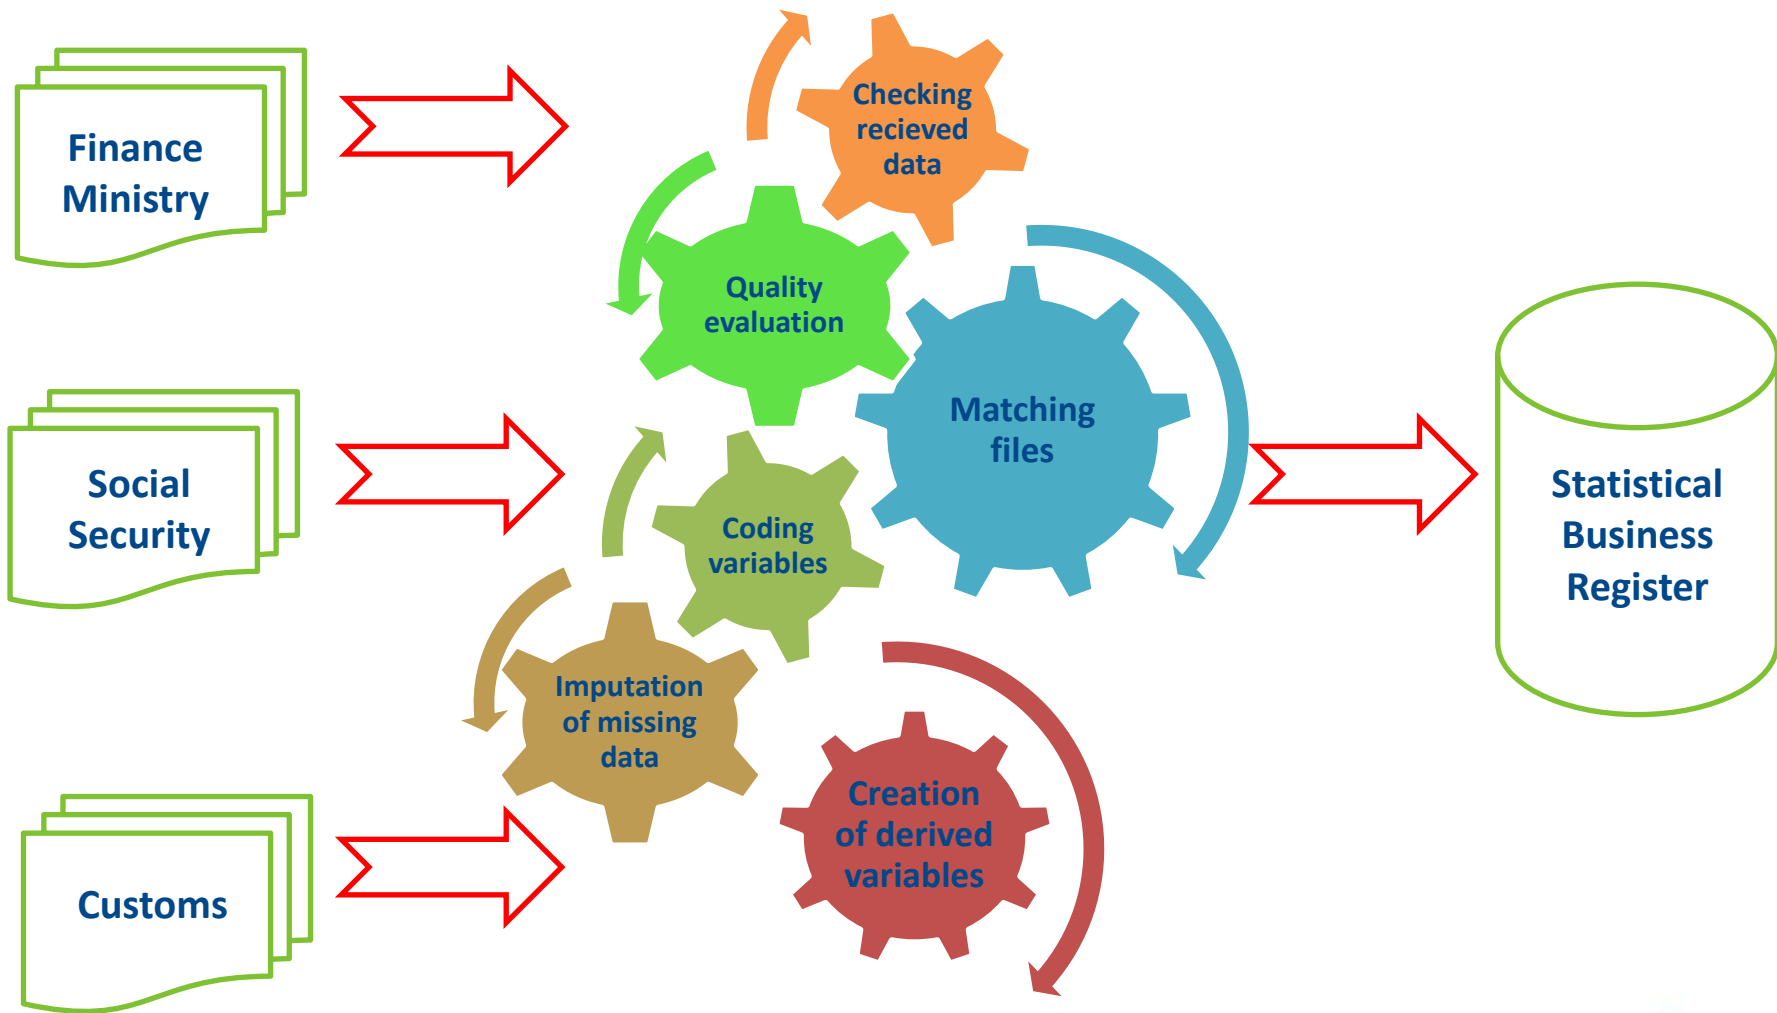 Finance
Ministry
Social
Security
Customs
Checking
recieved
data
Quality
evaluation
Matching
files
Coding
variables
Imputation
of missing
data
Creation
of derived
variables
Statistical
Business
Register